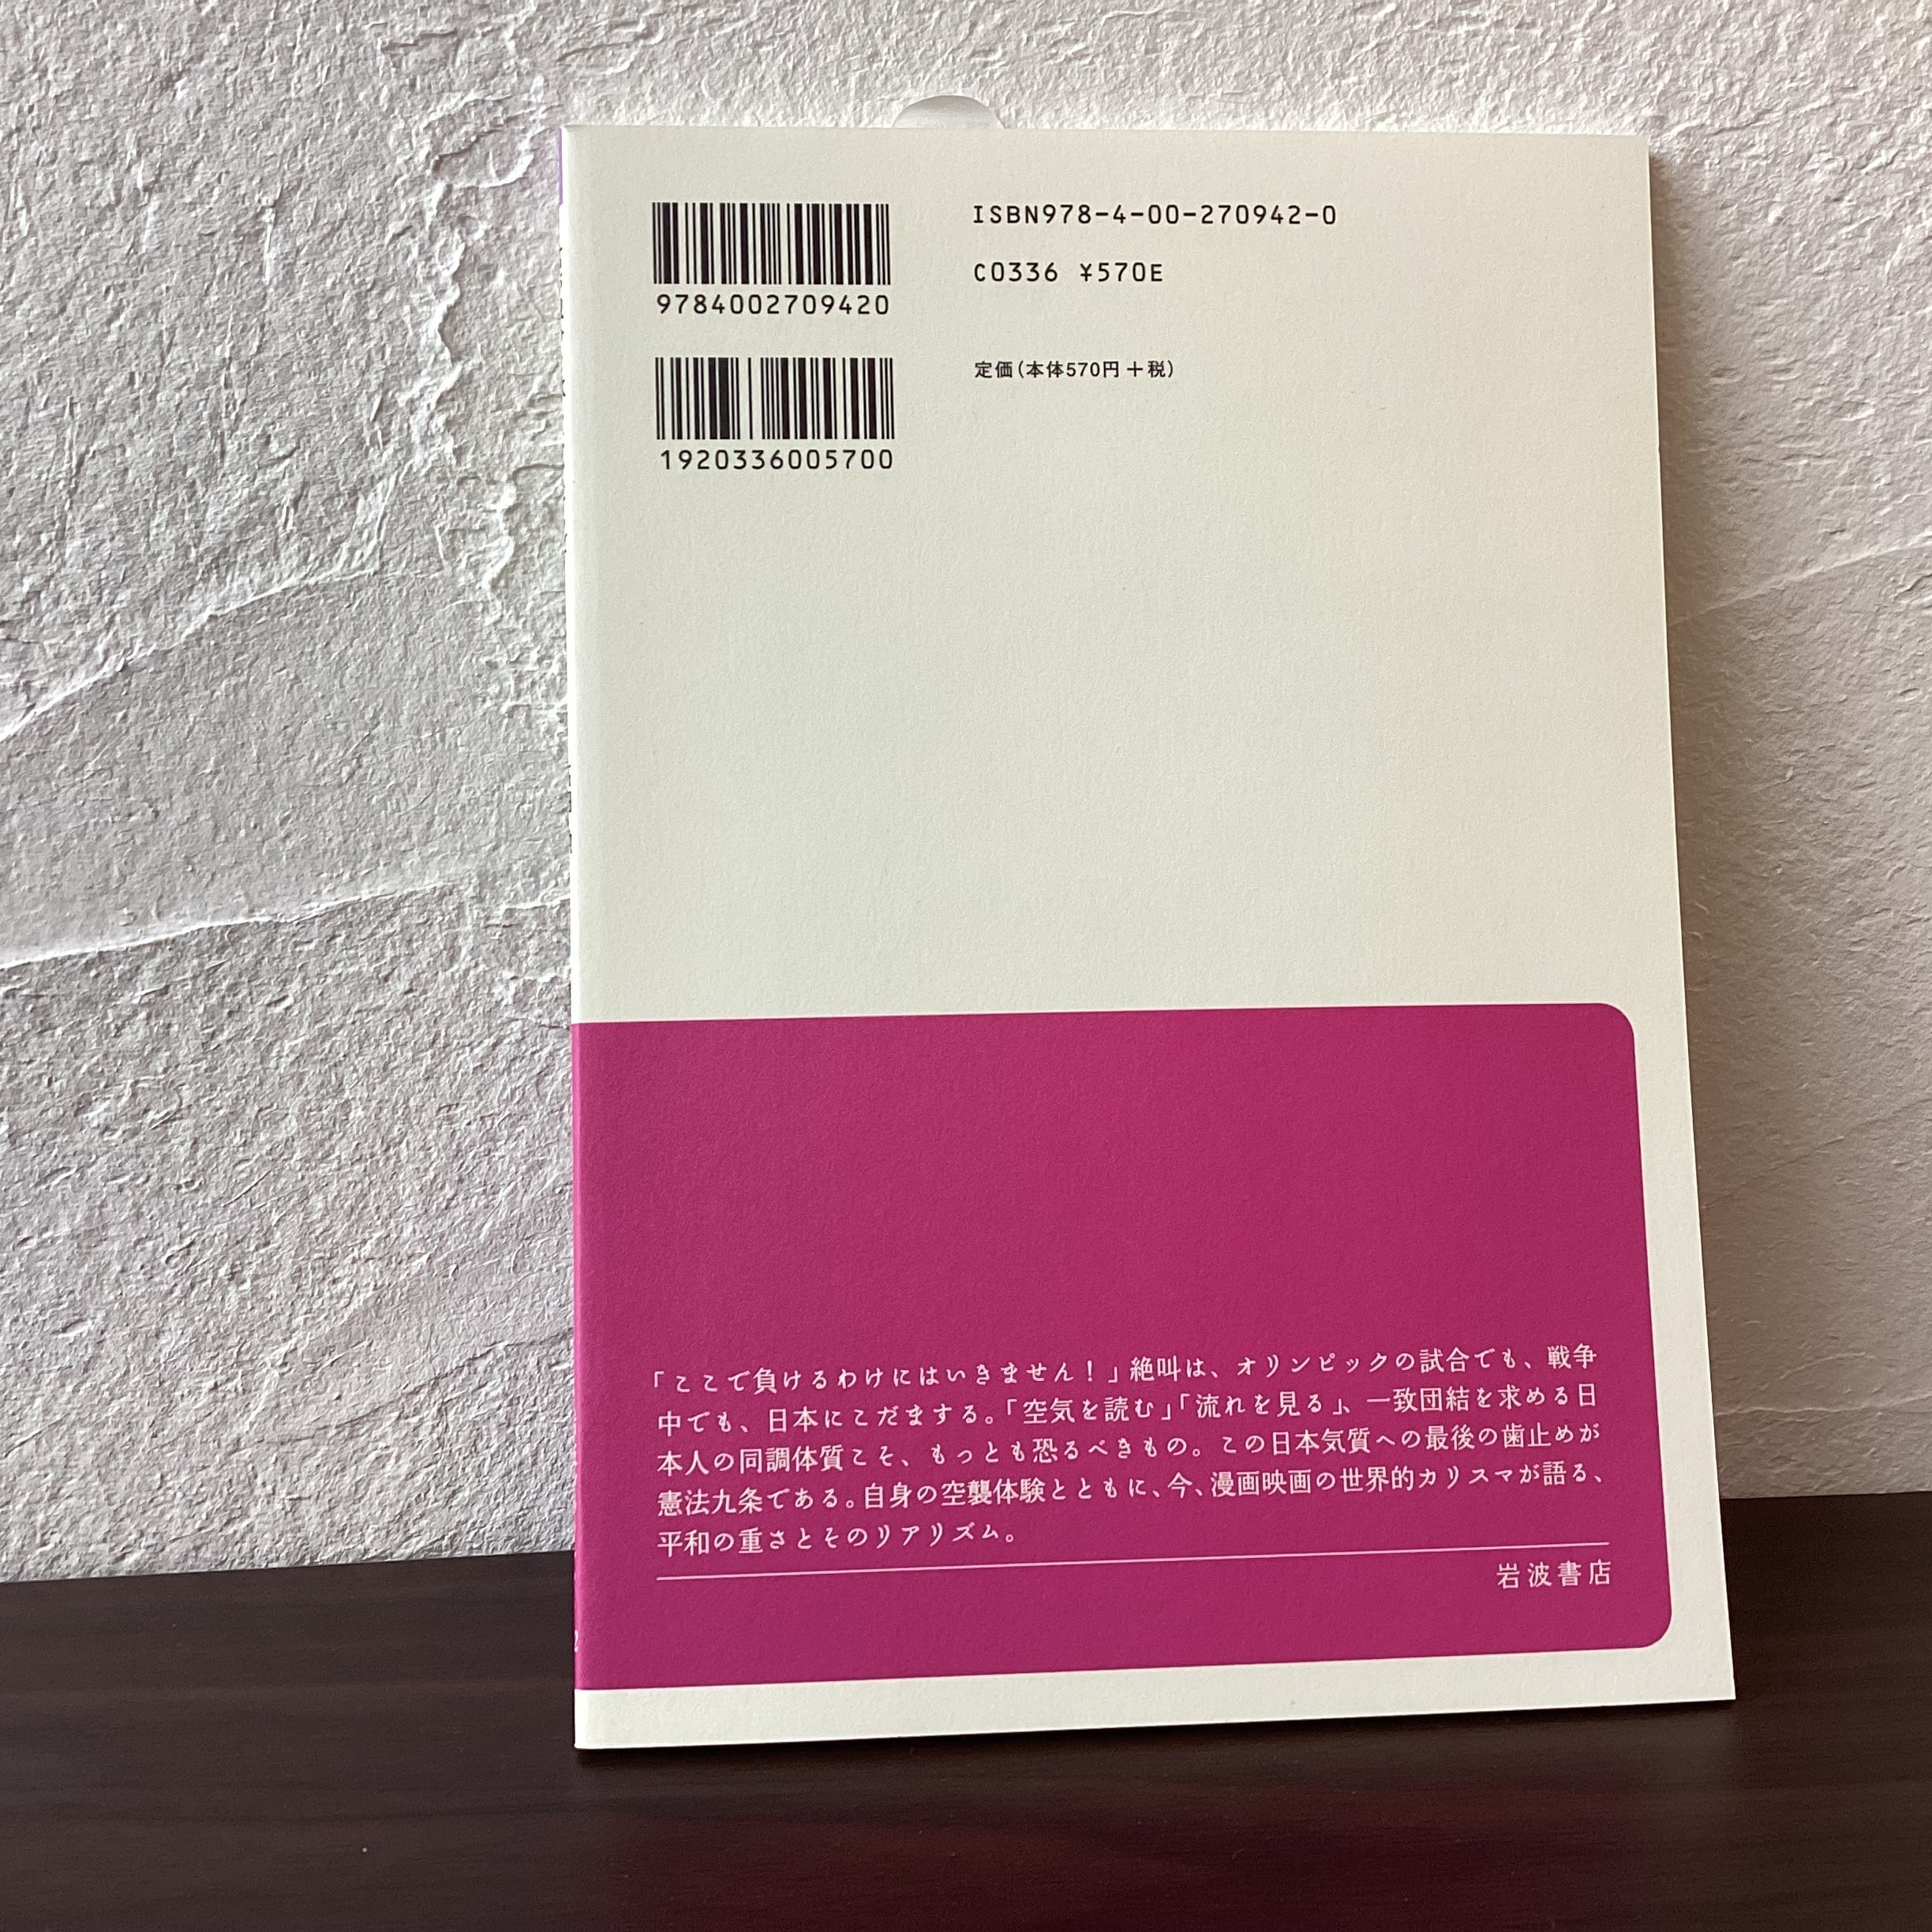 9784002709420
1920336005700
ISBN978-4-00-270942-0
C0336 ¥570E
定価(本体570円+税)
「ここで負けるわけにはいきません!」絶叫は、オリンピックの試合でも、戦争
中でも、日本にこだまする。「空気を読む」「流れを見る」、一致団結を求める日
本人の同調体質こそ、もっとも恐るべきもの。この日本気質への最後の歯止めが
憲法九条である。自身の空襲体験とともに、今、漫画映画の世界的カリスマが語る、
平和の重さとそのリアリズム。
岩波書店